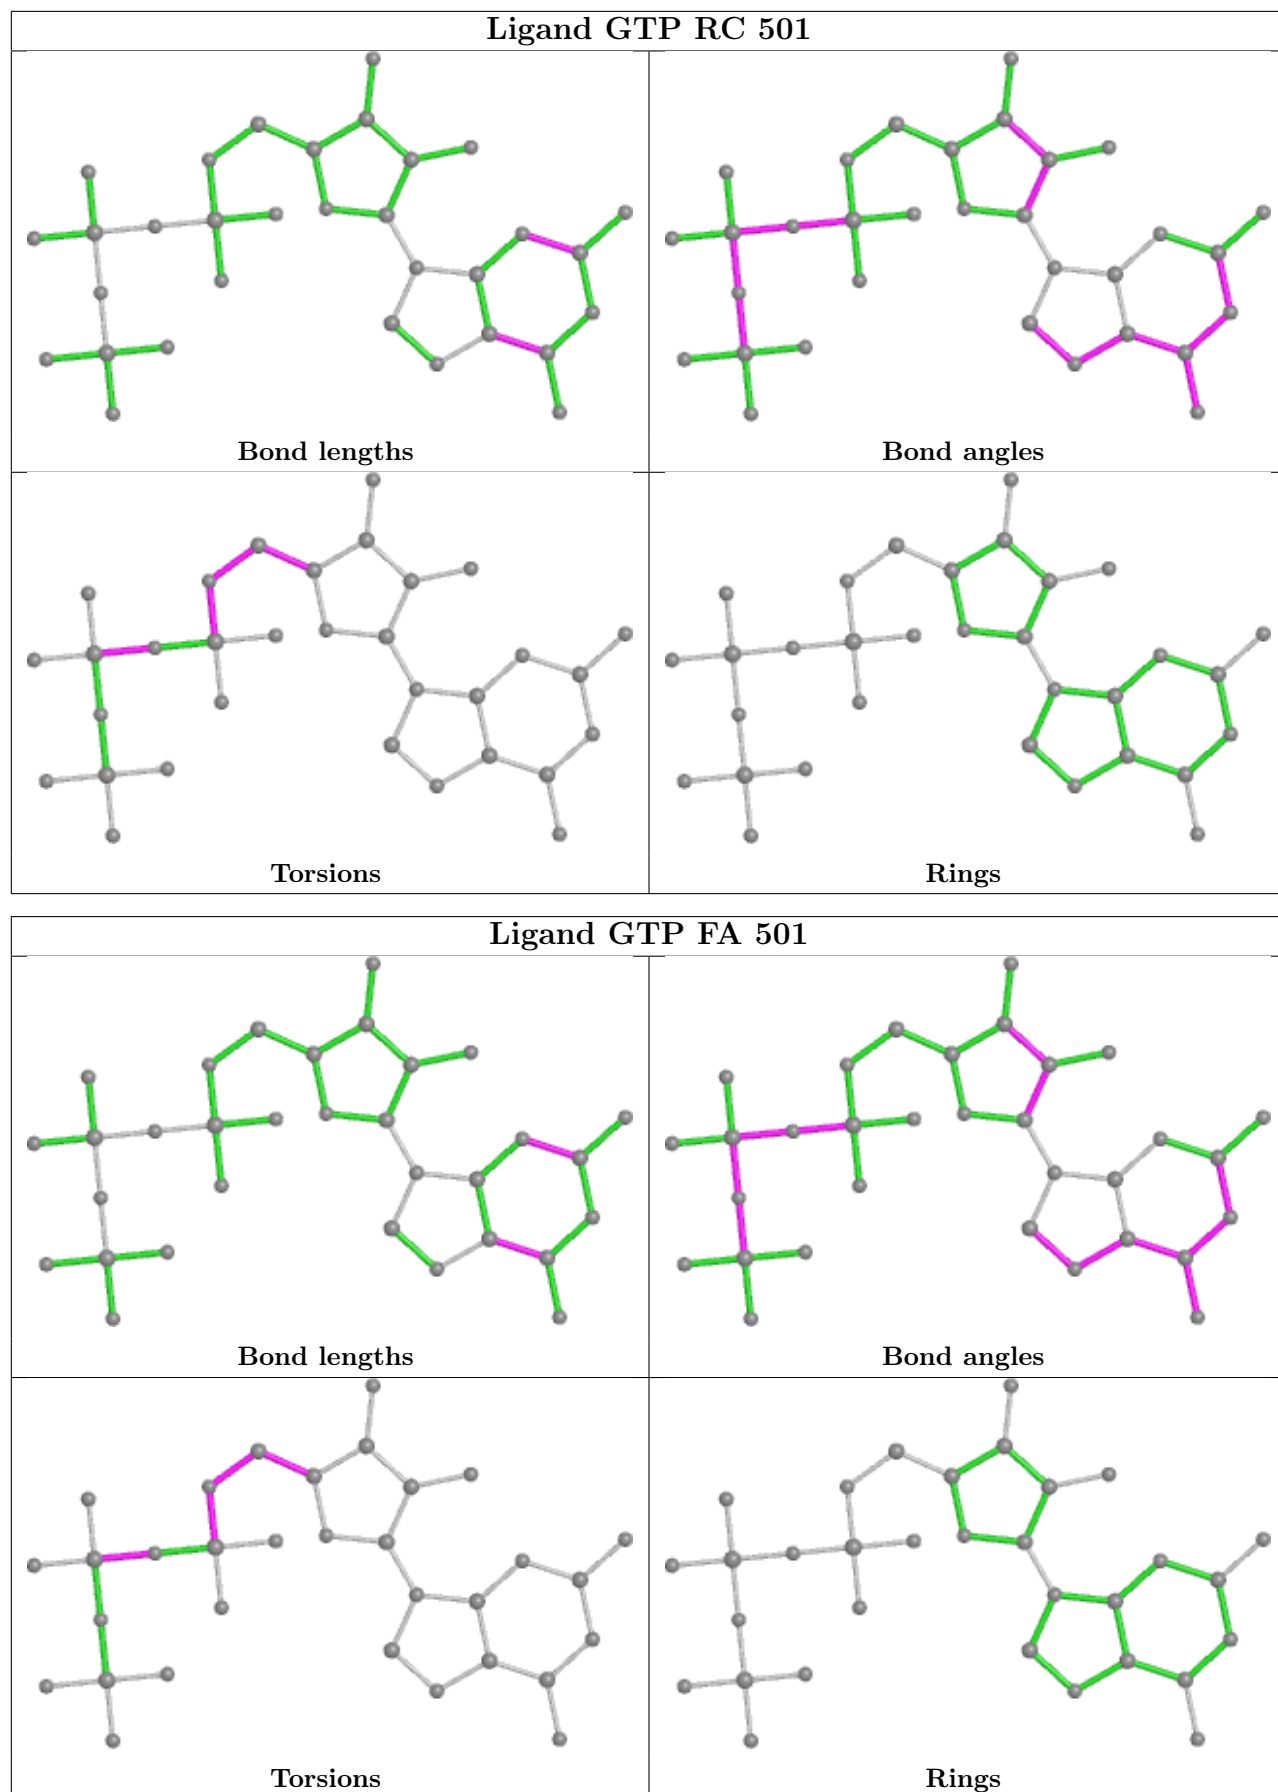 Ligand GTP RC 501
Bond lengths
Bond angles
Torsions
Rings
Ligand GTP FA 501
Bond lengths
Bond angles
Torsions
Rings